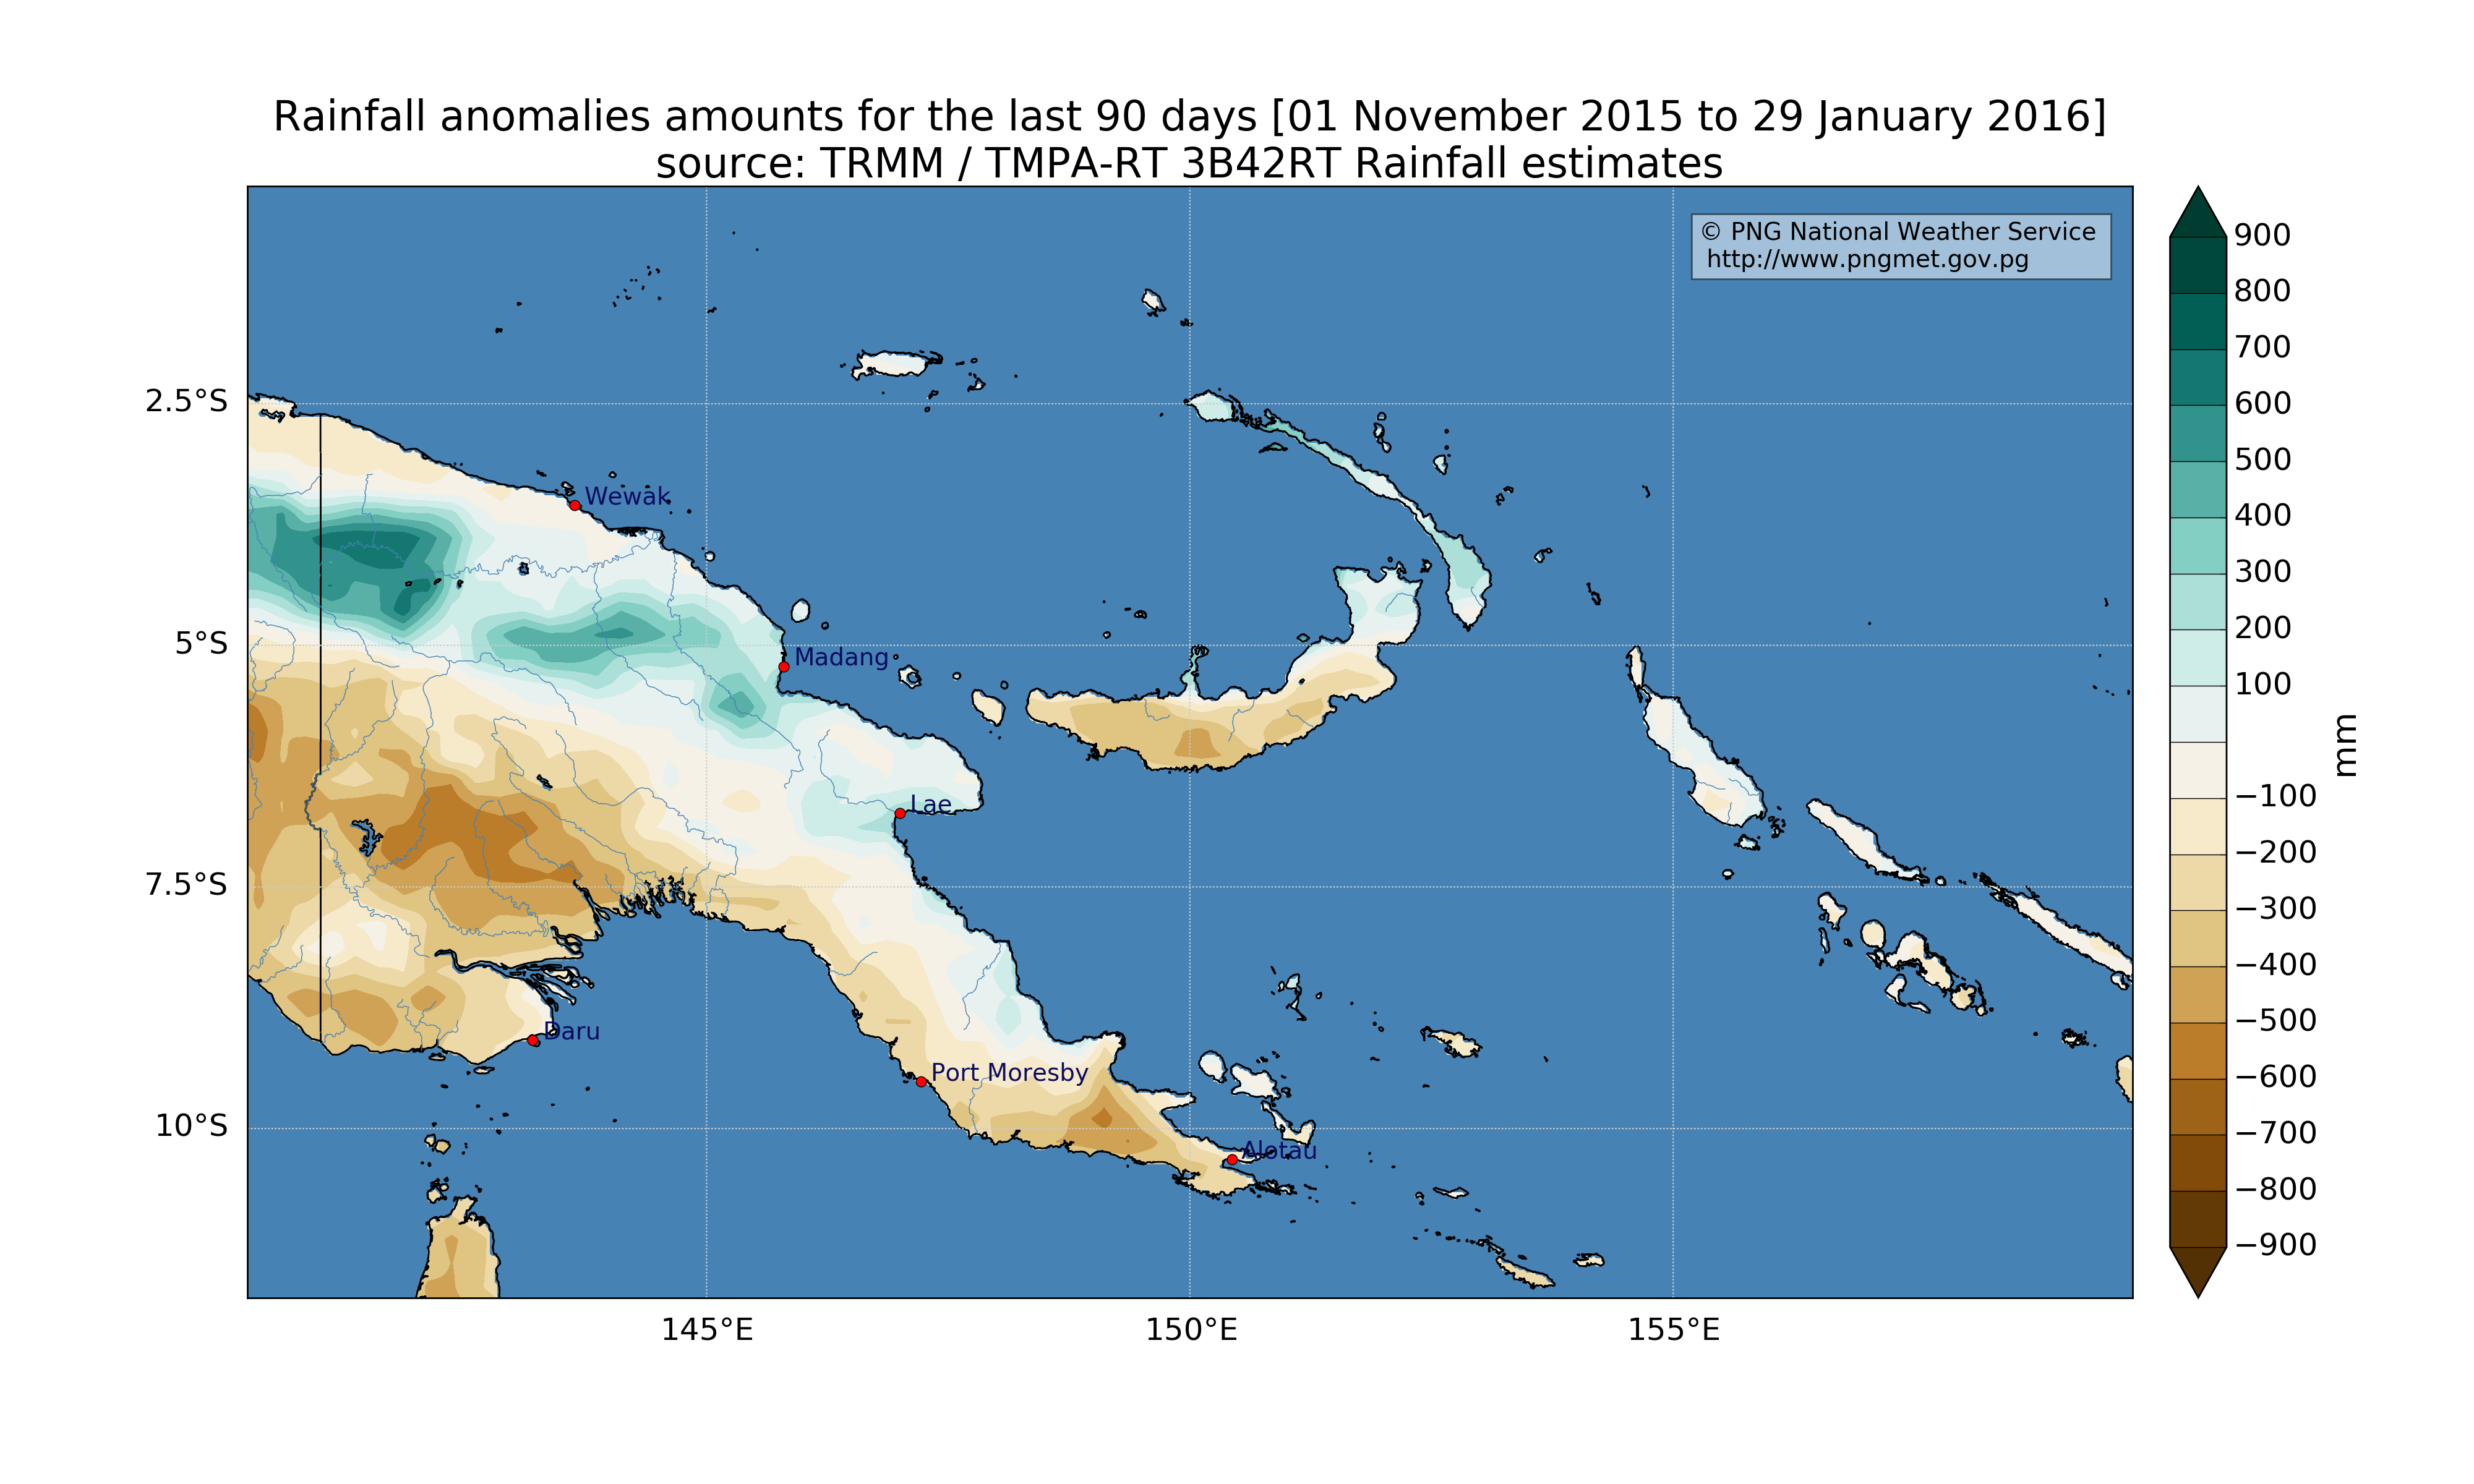 Rainfall anomalies amounts for the last 90 days [01 November 2015 to 29 January 2016]
source: TRMM / TMPA-RT 3B42RT Rainfall estimates
© PNG National Weather Service
http://www.pngmet.gov.pg
2.5°S
5°S
7.5°S
10°S
Wewak
Madang
Lae
Daru
Port Moresby
Alotau
145°E
150°E
155°E
900
800
700
600
500
400
300
200
100
−100
−200
−300
−400
−500
−600
−700
−800
−900
mm